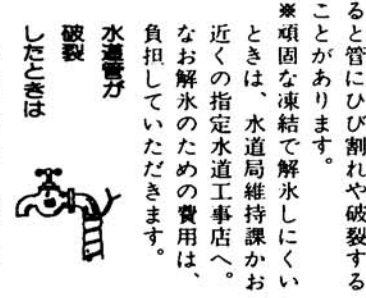 ると管にひび割れや破裂する
ことがあります。
※頑固な凍結で解氷しにくい
ときは、水道局維持課かお
近くの指定水道工事店へ。
なお解氷のための費用は、
負担していただきます。
水道管が
破裂
したときは